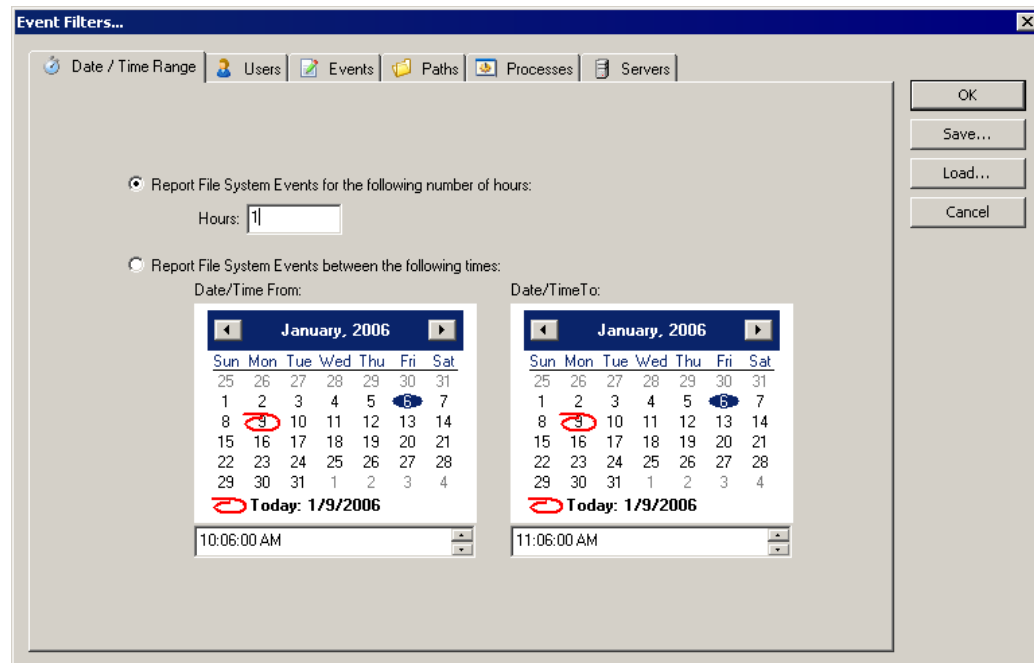 Event Filters...
Date / Time Range Users Events Paths Processes Servers
OK
Save...
Load...
Cancel
Report File System Events for the following number of hours:
Hours: 1
Report File System Events between the following times:
Date/Time From: Date/TimeTo:
January, 2006 January, 2006
Sun Mon Tue Wed Thu Fri Sat Sun Mon Tue Wed Thu Fri Sat
25 26 27 28 29 30 31 25 26 27 28 29 30 31
1 2 3 4 5 6 7 1 2 3 4 5 6 7
8 9 10 11 12 13 14 8 9 10 11 12 13 14
15 16 17 18 19 20 21 15 16 17 18 19 20 21
22 23 24 25 26 27 28 22 23 24 25 26 27 28
29 30 31 1 2 3 4 29 30 31 1 2 3 4
Today: 1/9/2006 Today: 1/9/2006
10:06:00 AM 11:06:00 AM